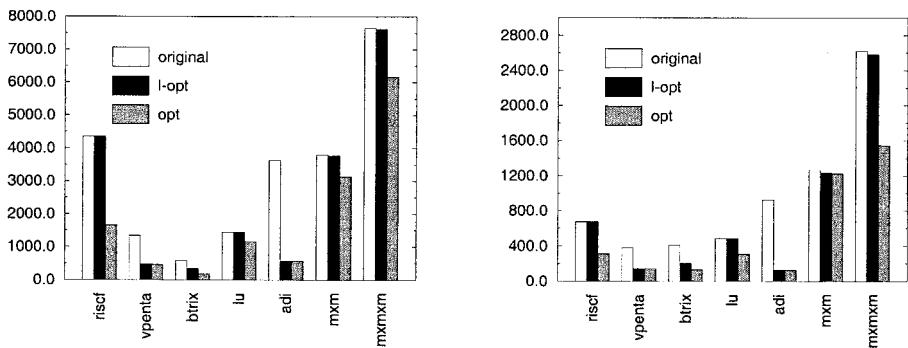 8000.0
7000.0
6000.0
5000.0
4000.0
3000.0
2000.0
1000.0
0.0
original
l-opt
opt
riscf
vpenta
btrix
lu
adi
mxm
mxmxm
2800.0
2400.0
2000.0
1600.0
1200.0
800.0
400.0
0.0
original
l-opt
opt
riscf
vpenta
btrix
lu
adi
mxm
mxmxm